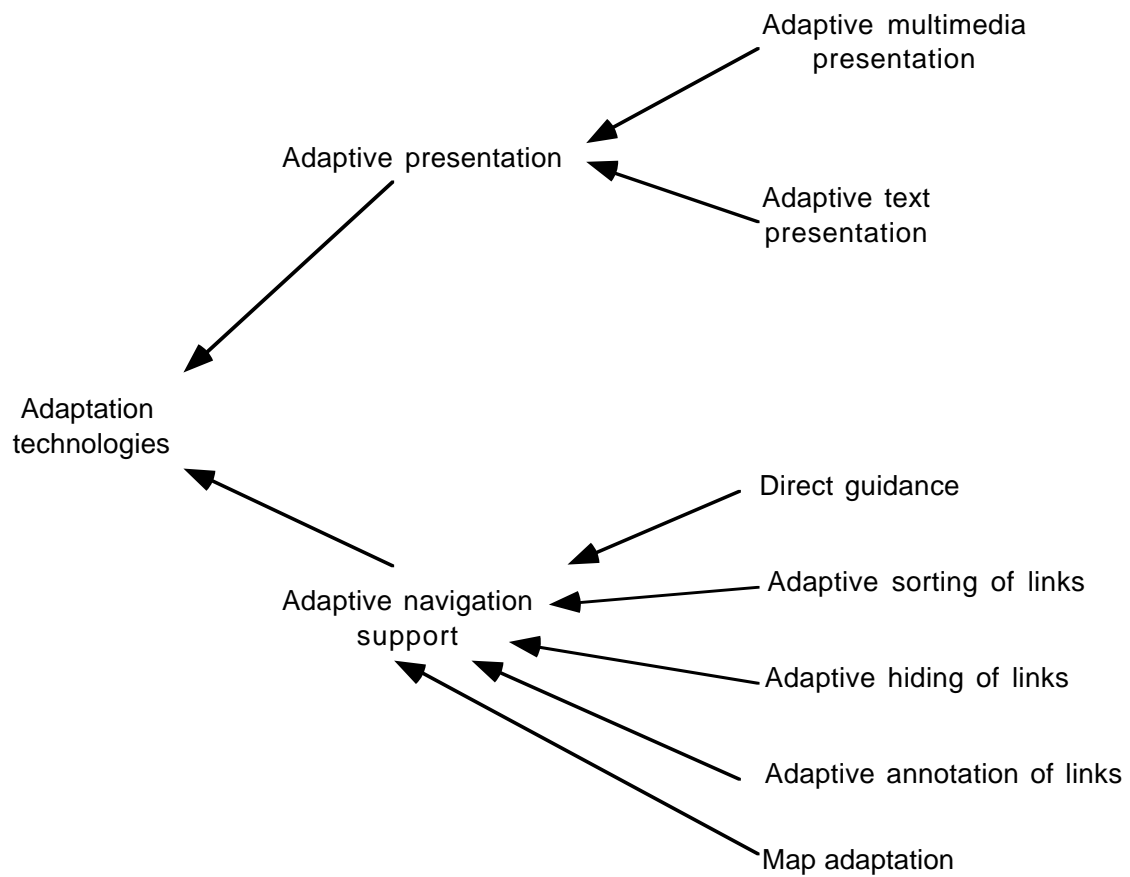 Adaptive multimedia
presentation
Adaptive presentation
Adaptive text
presentation
Adaptation
technologies
Direct guidance
Adaptive sorting of links
Adaptive navigation
support
Adaptive hiding of links
Adaptive annotation of links
Map adaptation